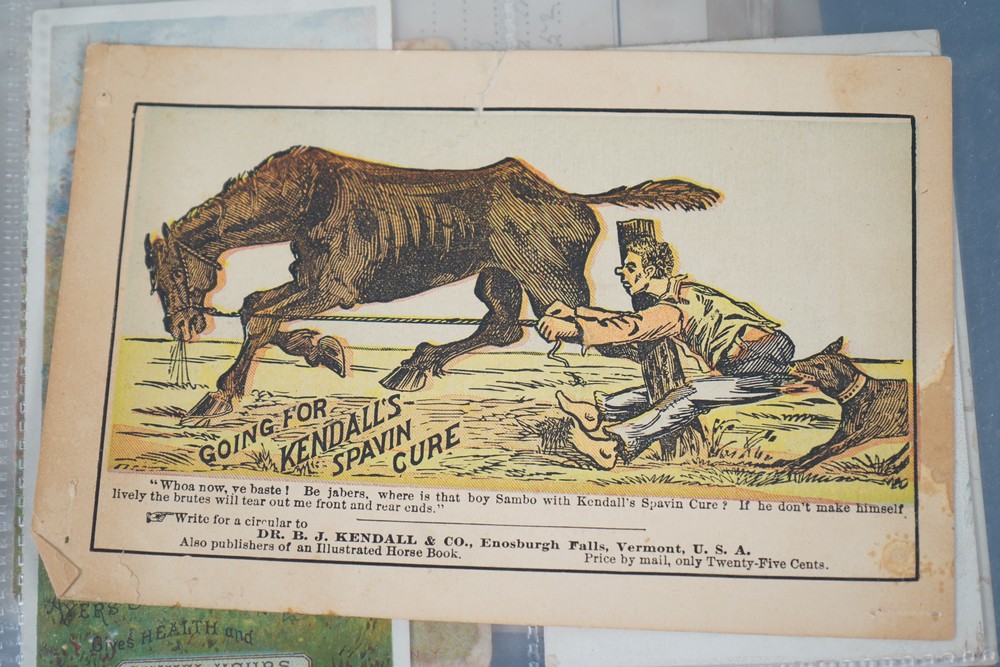 GOING FOR
KENDALL'S
SPAVIN
CURE
"Whoa now, ye baste! Be jabers, where is that boy Sambo with Kendall's Spavin Cure? If he don't make himself
lively the brutes will tear out me front and rear ends."
Write for a circular to
DR. B. J. KENDALL & CO., Enosburgh Falls, Vermont, U. S. A.
Also publishers of an Illustrated Horse Book.
Price by mail, only Twenty-Five Cents.
AYER'S
Gives HEALTH and